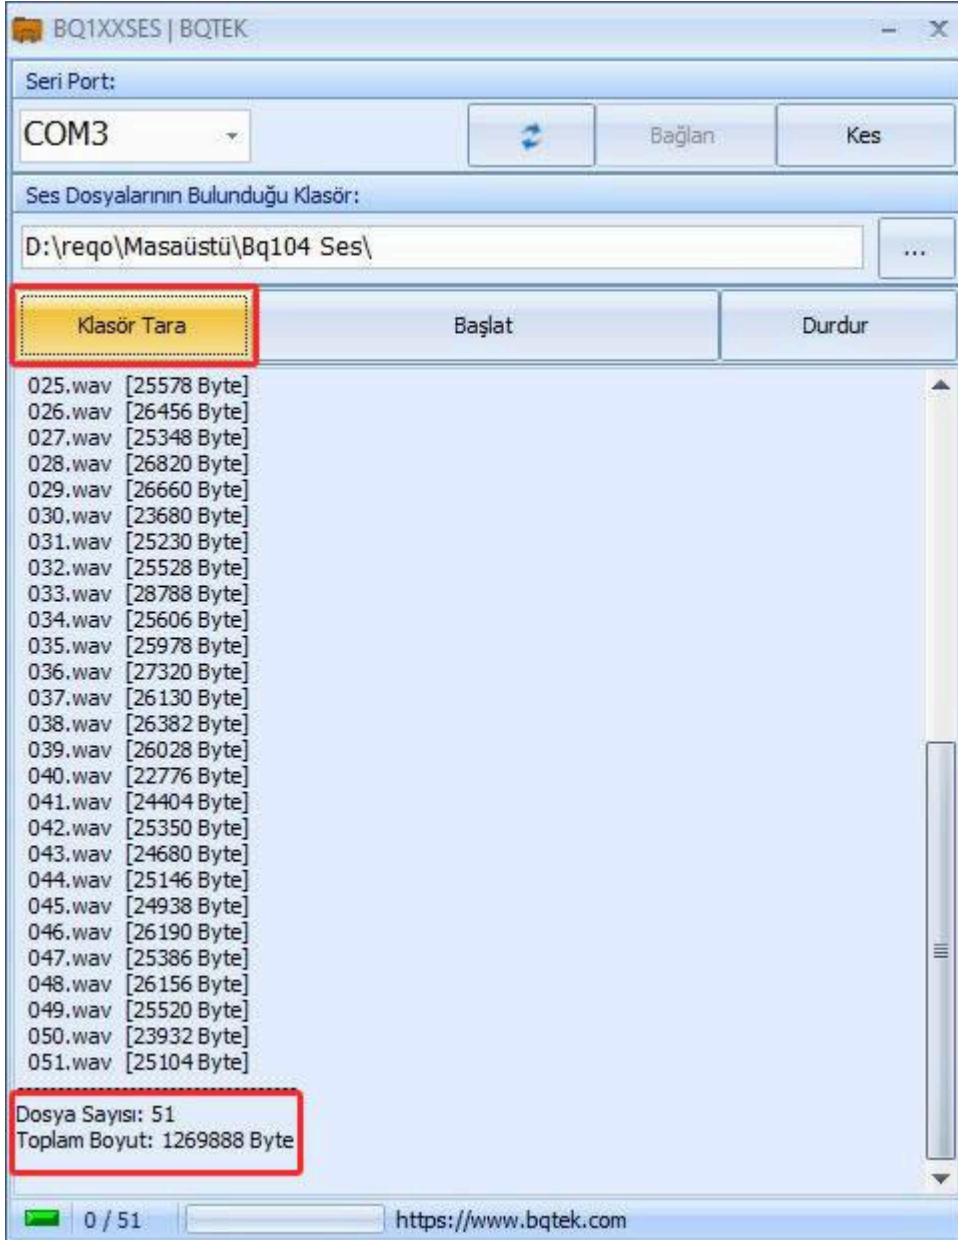 BQ1XXSES | BQTEK
Seri Port:
COM3 Bağlan Kes
Ses Dosyalarının Bulunduğu Klasör:
D:\reqo\Masaüstü\Bq104 Ses\ ...
Klasör Tara Başlat Durdur
025.wav [25578 Byte]
026.wav [26456 Byte]
027.wav [25348 Byte]
028.wav [26820 Byte]
029.wav [26660 Byte]
030.wav [23680 Byte]
031.wav [25230 Byte]
032.wav [25528 Byte]
033.wav [28788 Byte]
034.wav [25606 Byte]
035.wav [25978 Byte]
036.wav [27320 Byte]
037.wav [26130 Byte]
038.wav [26382 Byte]
039.wav [26028 Byte]
040.wav [22776 Byte]
041.wav [24404 Byte]
042.wav [25350 Byte]
043.wav [24680 Byte]
044.wav [25146 Byte]
045.wav [24938 Byte]
046.wav [26190 Byte]
047.wav [25386 Byte]
048.wav [26156 Byte]
049.wav [25520 Byte]
050.wav [23932 Byte]
051.wav [25104 Byte]
Dosya Sayısı: 51
Toplam Boyut: 1269888 Byte
0 / 51 https://www.bqtek.com